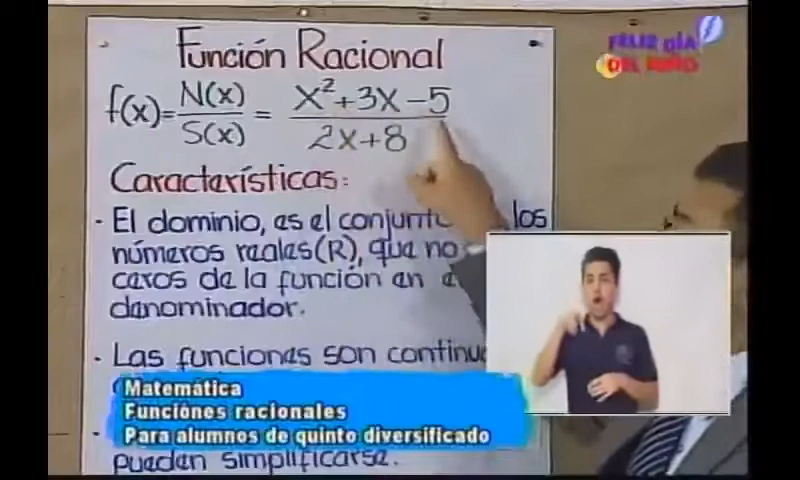 Función Racional
FELIZ DÍA
DEL NIÑO
f(x)=N(x)/S(x) = x²+3x-5/2x+8
Características:
- El dominio, es el conjunto los
números reales(R), que no
ceros de la función en
denominador.
- Las funciones son continu
Matemática
Funciónes racionales
Para alumnos de quinto diversificado
pueden simplificarse.